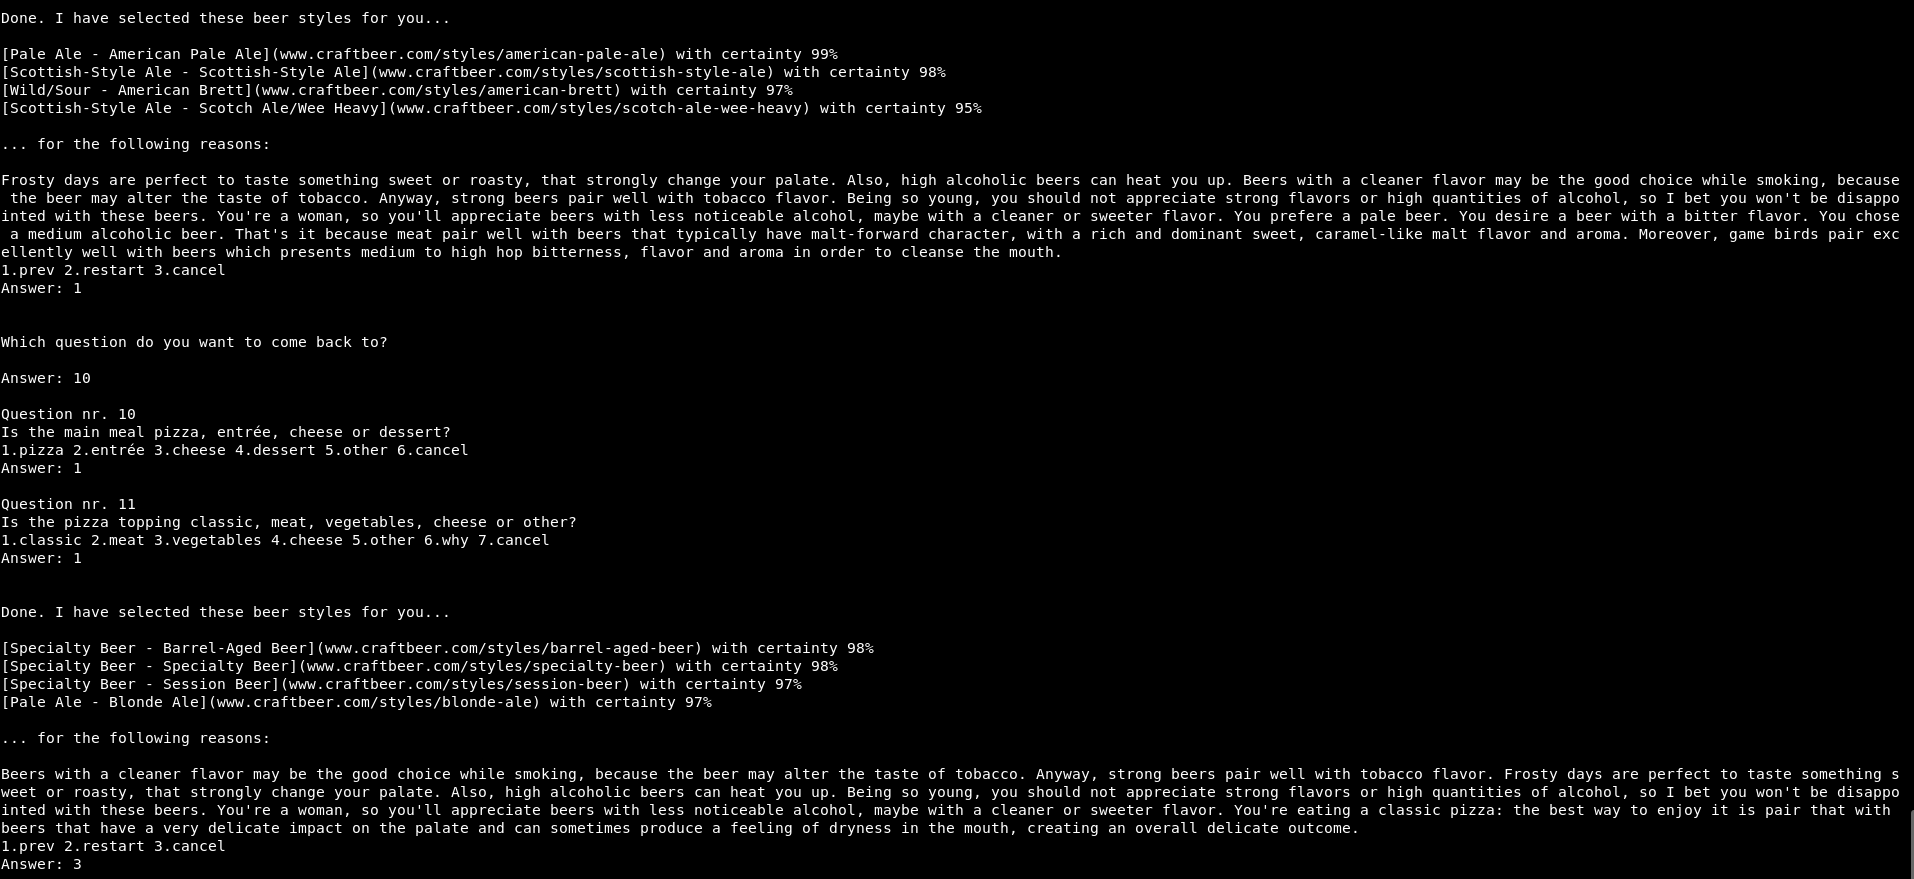 Done. I have selected these beer styles for you...
[Pale Ale - American Pale Ale](www.craftbeer.com/styles/american-pale-ale) with certainty 99%
[Scottish-Style Ale - Scottish-Style Ale](www.craftbeer.com/styles/scottish-style-ale) with certainty 98%
[Wild/Sour - American Brett](www.craftbeer.com/styles/american-brett) with certainty 97%
[Scottish-Style Ale - Scotch Ale/Wee Heavy](www.craftbeer.com/styles/scotch-ale-wee-heavy) with certainty 95%
... for the following reasons:
Frosty days are perfect to taste something sweet or roasty, that strongly change your palate. Also, high alcoholic beers can heat you up. Beers with a cleaner flavor may be the good choice while smoking, because
the beer may alter the taste of tobacco. Anyway, strong beers pair well with tobacco flavor. Being so young, you should not appreciate strong flavors or high quantities of alcohol, so I bet you won't be disappo
inted with these beers. You're a woman, so you'll appreciate beers with less noticeable alcohol, maybe with a cleaner or sweeter flavor. You prefere a pale beer. You desire a beer with a bitter flavor. You chose
a medium alcoholic beer. That's it because meat pair well with beers that typically have malt-forward character, with a rich and dominant sweet, caramel-like malt flavor and aroma. Moreover, game birds pair exc
ellently well with beers which presents medium to high hop bitterness, flavor and aroma in order to cleanse the mouth.
1.prev 2.restart 3.cancel
Answer: 1
Which question do you want to come back to?
Answer: 10
Question nr. 10
Is the main meal pizza, entrée, cheese or dessert?
1.pizza 2.entrée 3.cheese 4.dessert 5.other 6.cancel
Answer: 1
Question nr. 11
Is the pizza topping classic, meat, vegetables, cheese or other?
1.classic 2.meat 3.vegetables 4.cheese 5.other 6.why 7.cancel
Answer: 1
Done. I have selected these beer styles for you...
[Specialty Beer - Barrel-Aged Beer](www.craftbeer.com/styles/barrel-aged-beer) with certainty 98%
[Specialty Beer - Specialty Beer](www.craftbeer.com/styles/specialty-beer) with certainty 98%
[Specialty Beer - Session Beer](www.craftbeer.com/styles/session-beer) with certainty 97%
[Pale Ale - Blonde Ale](www.craftbeer.com/styles/blonde-ale) with certainty 97%
... for the following reasons:
Beers with a cleaner flavor may be the good choice while smoking, because the beer may alter the taste of tobacco. Anyway, strong beers pair well with tobacco flavor. Frosty days are perfect to taste something s
weet or roasty, that strongly change your palate. Also, high alcoholic beers can heat you up. Being so young, you should not appreciate strong flavors or high quantities of alcohol, so I bet you won't be disappo
inted with these beers. You're a woman, so you'll appreciate beers with less noticeable alcohol, maybe with a cleaner or sweeter flavor. You're eating a classic pizza: the best way to enjoy it is pair that with
beers that have a very delicate impact on the palate and can sometimes produce a feeling of dryness in the mouth, creating an overall delicate outcome.
1.prev 2.restart 3.cancel
Answer: 3